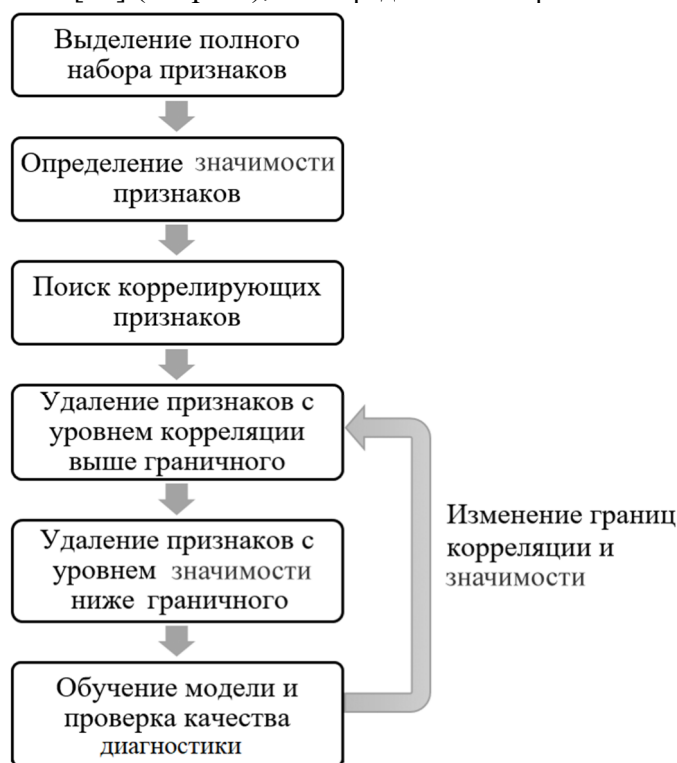 Выделение полного
набора признаков
Определение значимости
признаков
Поиск коррелирующих
признаков
Удаление признаков с
уровнем корреляции
выше граничного
Удаление признаков с
уровнем значимости
ниже граничного
Обучение модели и
проверка качества
диагностики
Изменение границ
корреляции и
значимости